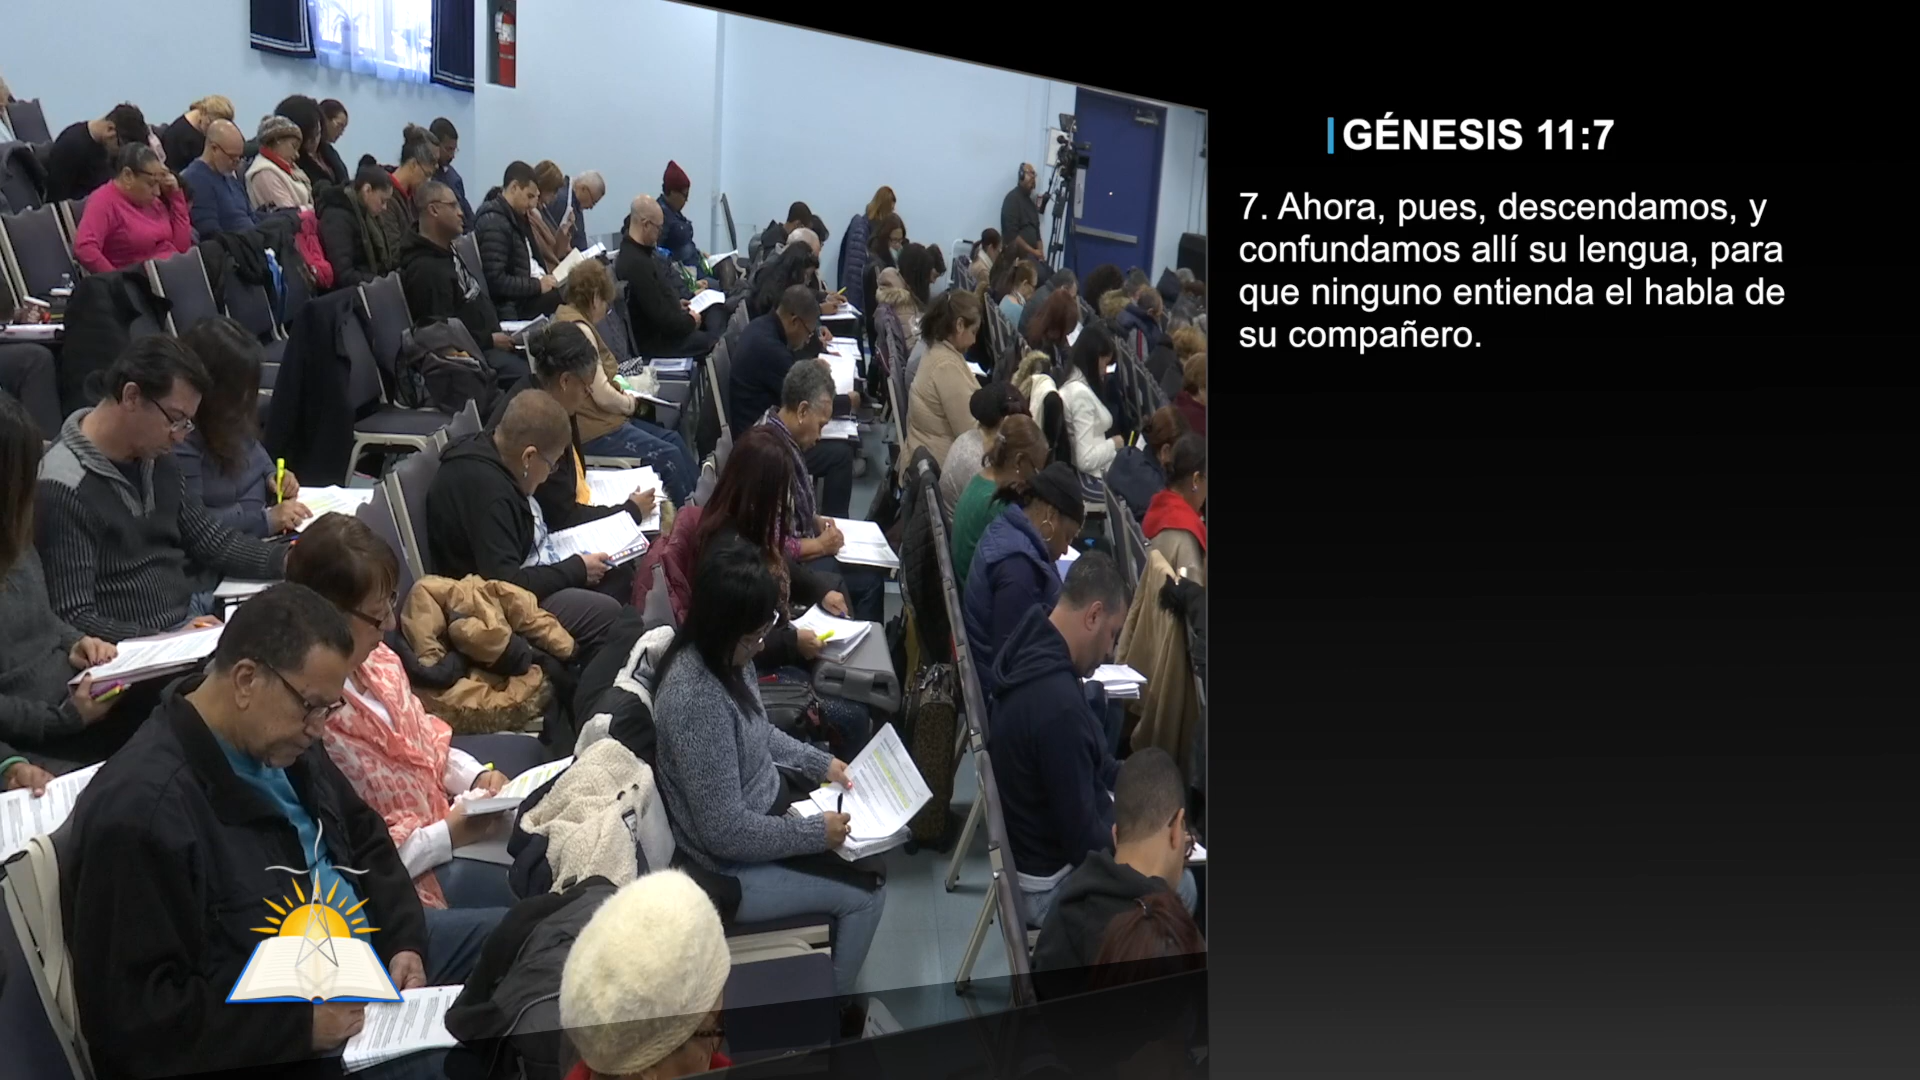 GÉNESIS 11:7
7. Ahora, pues, descendamos, y
confundamos allí su lengua, para
que ninguno entienda el habla de
su compañero.